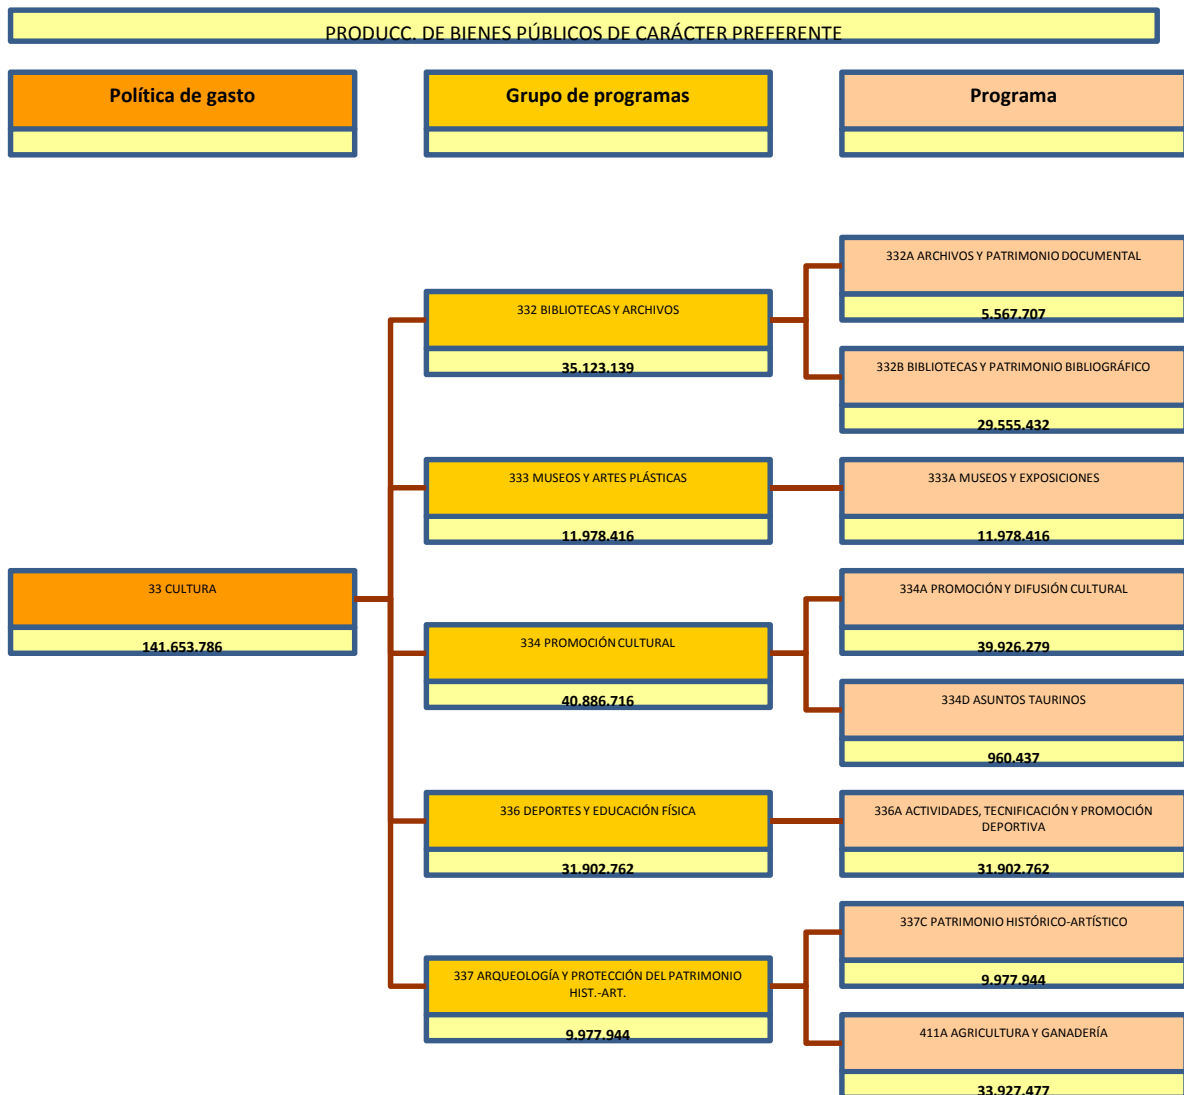 PRODUCC. DE BIENES PÚBLICOS DE CARÁCTER PREFERENTE
Política de gasto
Grupo de programas
Programa
332A ARCHIVOS Y PATRIMONIO DOCUMENTAL
5.567.707
332 BIBLIOTECAS Y ARCHIVOS
35.123.139
332B BIBLIOTECAS Y PATRIMONIO BIBLIOGRÁFICO
29.555.432
333 MUSEOS Y ARTES PLÁSTICAS
11.978.416
333A MUSEOS Y EXPOSICIONES
11.978.416
33 CULTURA
141.653.786
334A PROMOCIÓN Y DIFUSIÓN CULTURAL
39.926.279
334 PROMOCIÓN CULTURAL
40.886.716
334D ASUNTOS TAURINOS
960.437
336 DEPORTES Y EDUCACIÓN FÍSICA
31.902.762
336A ACTIVIDADES, TECNIFICACIÓN Y PROMOCIÓN
DEPORTIVA
31.902.762
337C PATRIMONIO HISTÓRICO-ARTÍSTICO
9.977.944
337 ARQUEOLOGÍA Y PROTECCIÓN DEL PATRIMONIO
HIST.-ART.
9.977.944
411A AGRICULTURA Y GANADERÍA
33.927.477